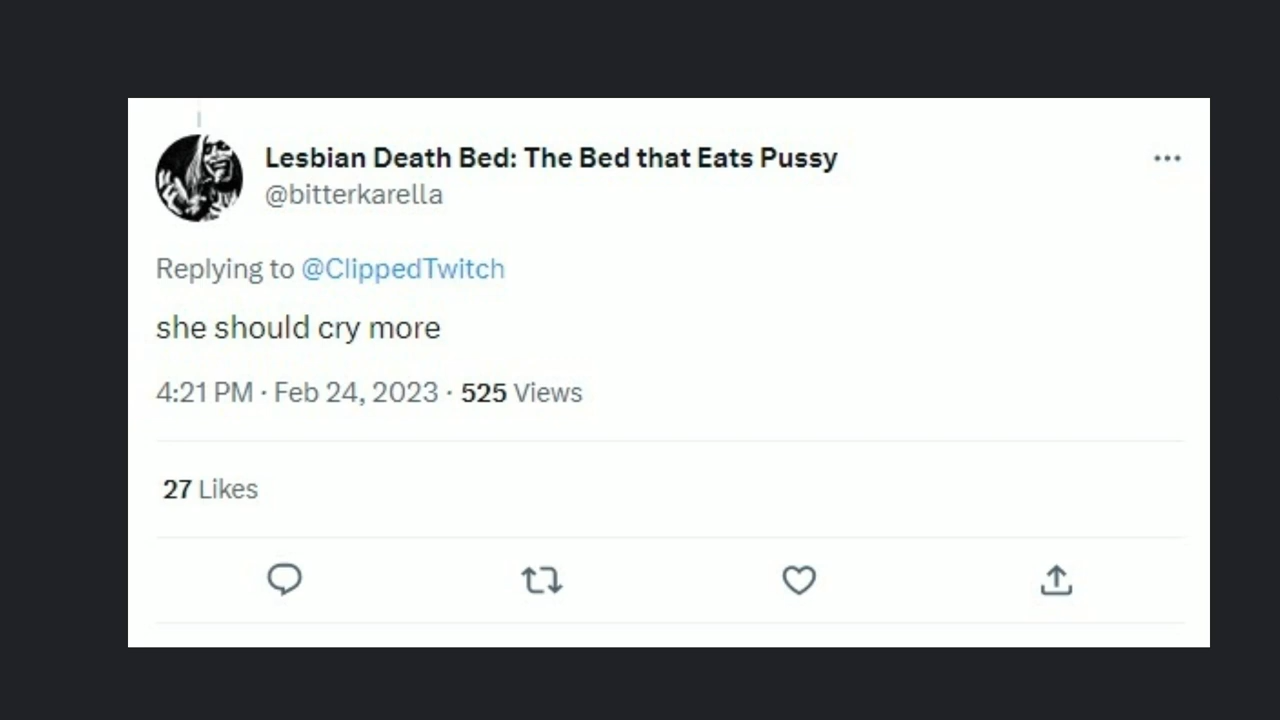 Lesbian Death Bed: The Bed that Eats Pussy
@bitterkarella
Replying to @ClippedTwitch
she should cry more
4:21 PM · Feb 24, 2023 · 525 Views
27 Likes